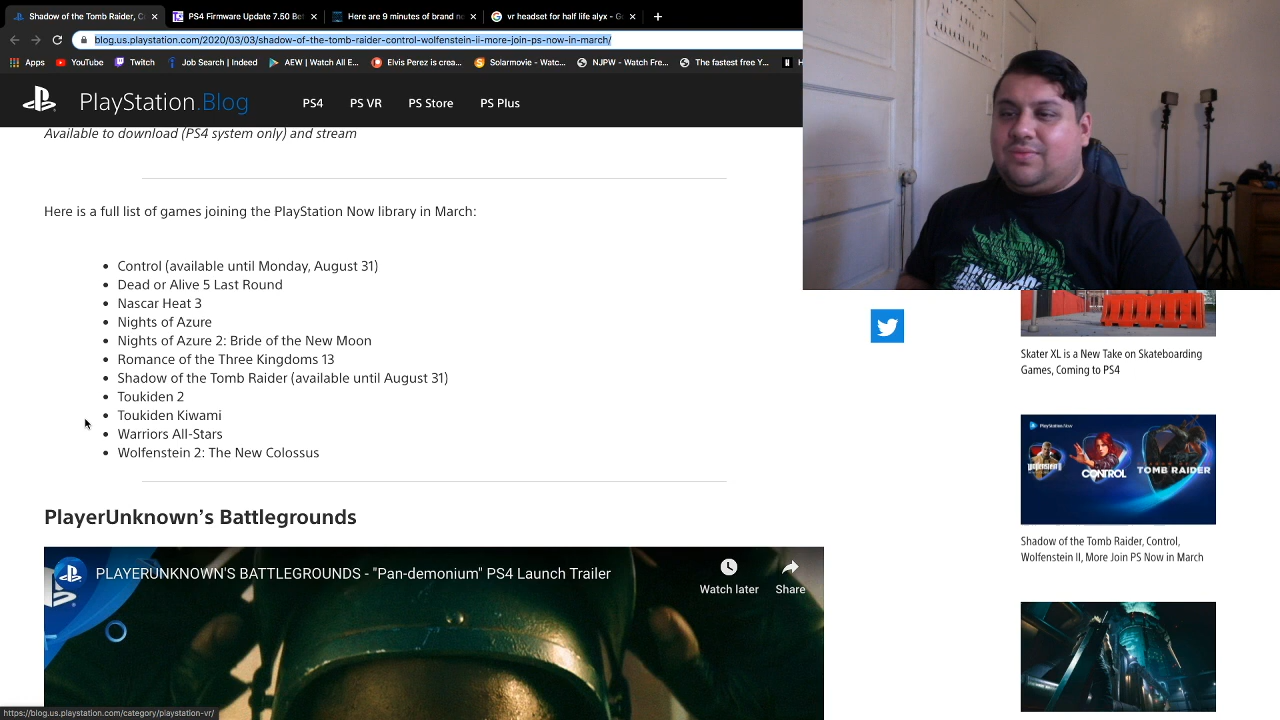 Shadow of the Tomb Raider, C
PS4 Firmware Update 7.50 Be
Here are 9 minutes of brand n
vr headset for half life alyx - G
blog.us.playstation.com/2020/03/03/shadow-of-the-tomb-raider-control-wolfenstein-ii-more-join-ps-now-in-march/
Apps
YouTube
Twitch
Job Search | Indeed
AEW | Watch All E...
Elvis Perez is crea...
Solarmovie - Watc...
NJPW - Watch Fre...
The fastest free Y...
H
PlayStation.Blog
PS4
PS VR
PS Store
PS Plus
Available to download (PS4 system only) and stream
Here is a full list of games joining the PlayStation Now library in March:
Control (available until Monday, August 31)
Dead or Alive 5 Last Round
Nascar Heat 3
Nights of Azure
Nights of Azure 2: Bride of the New Moon
Romance of the Three Kingdoms 13
Shadow of the Tomb Raider (available until August 31)
Toukiden 2
Toukiden Kiwami
Warriors All-Stars
Wolfenstein 2: The New Colossus
PlayerUnknown's Battlegrounds
PLAYERUNKNOWN'S BATTLEGROUNDS - "Pan-demonium" PS4 Launch Trailer
Watch later
Share
Skater XL is a New Take on Skateboarding
Games, Coming to PS4
PlayStation.Now
CONTROL
TOMB RAIDER
Shadow of the Tomb Raider, Control,
Wolfenstein II, More Join PS Now in March
https://blog.us.playstation.com/category/playstation-vr/